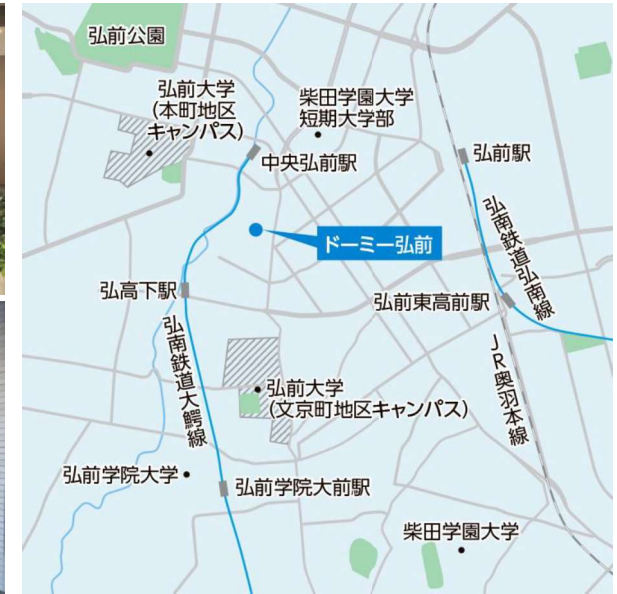 弘前公園
弘前大学
(本町地区
キャンパス)
柴田学園大学
短期大学部
中央弘前駅
弘前駅
ドーミー弘前
弘南鉄道弘南線
弘高下駅
弘前東高前駅
弘南鉄道大鰐線
JR奥羽本線
弘前大学
(文京町地区キャンパス)
弘前学院大学
弘前学院大前駅
柴田学園大学